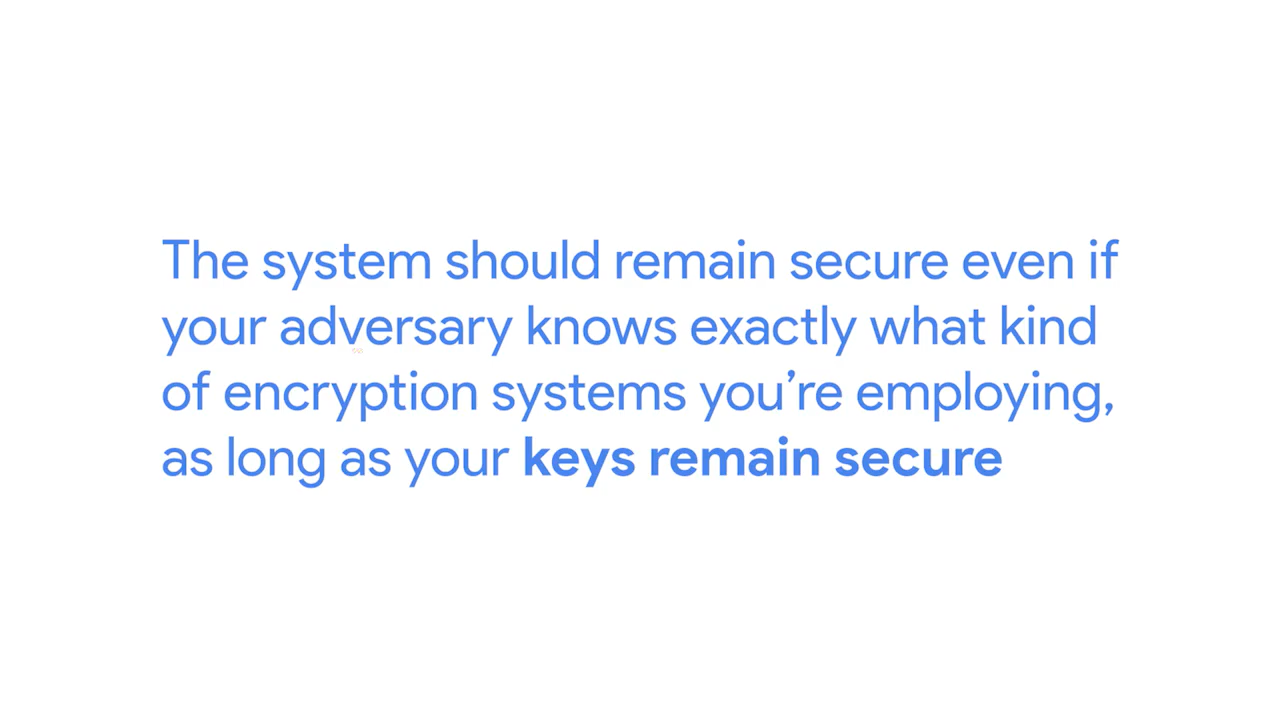 The system should remain secure even if
your adversary knows exactly what kind
of encryption systems you’re employing,
as long as your keys remain secure